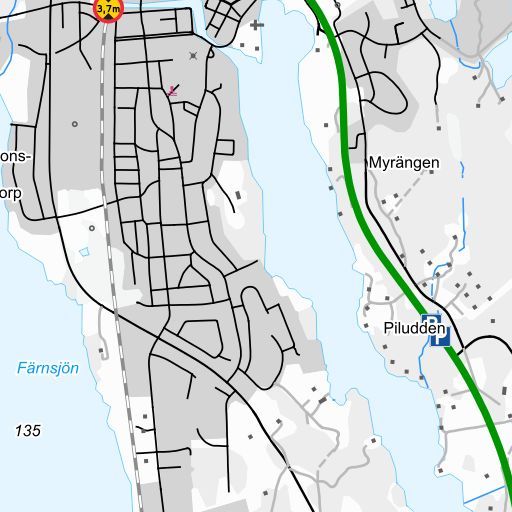 3,7m
ons-
orp
Myrängen
Piludden
P
Färnsjön
135